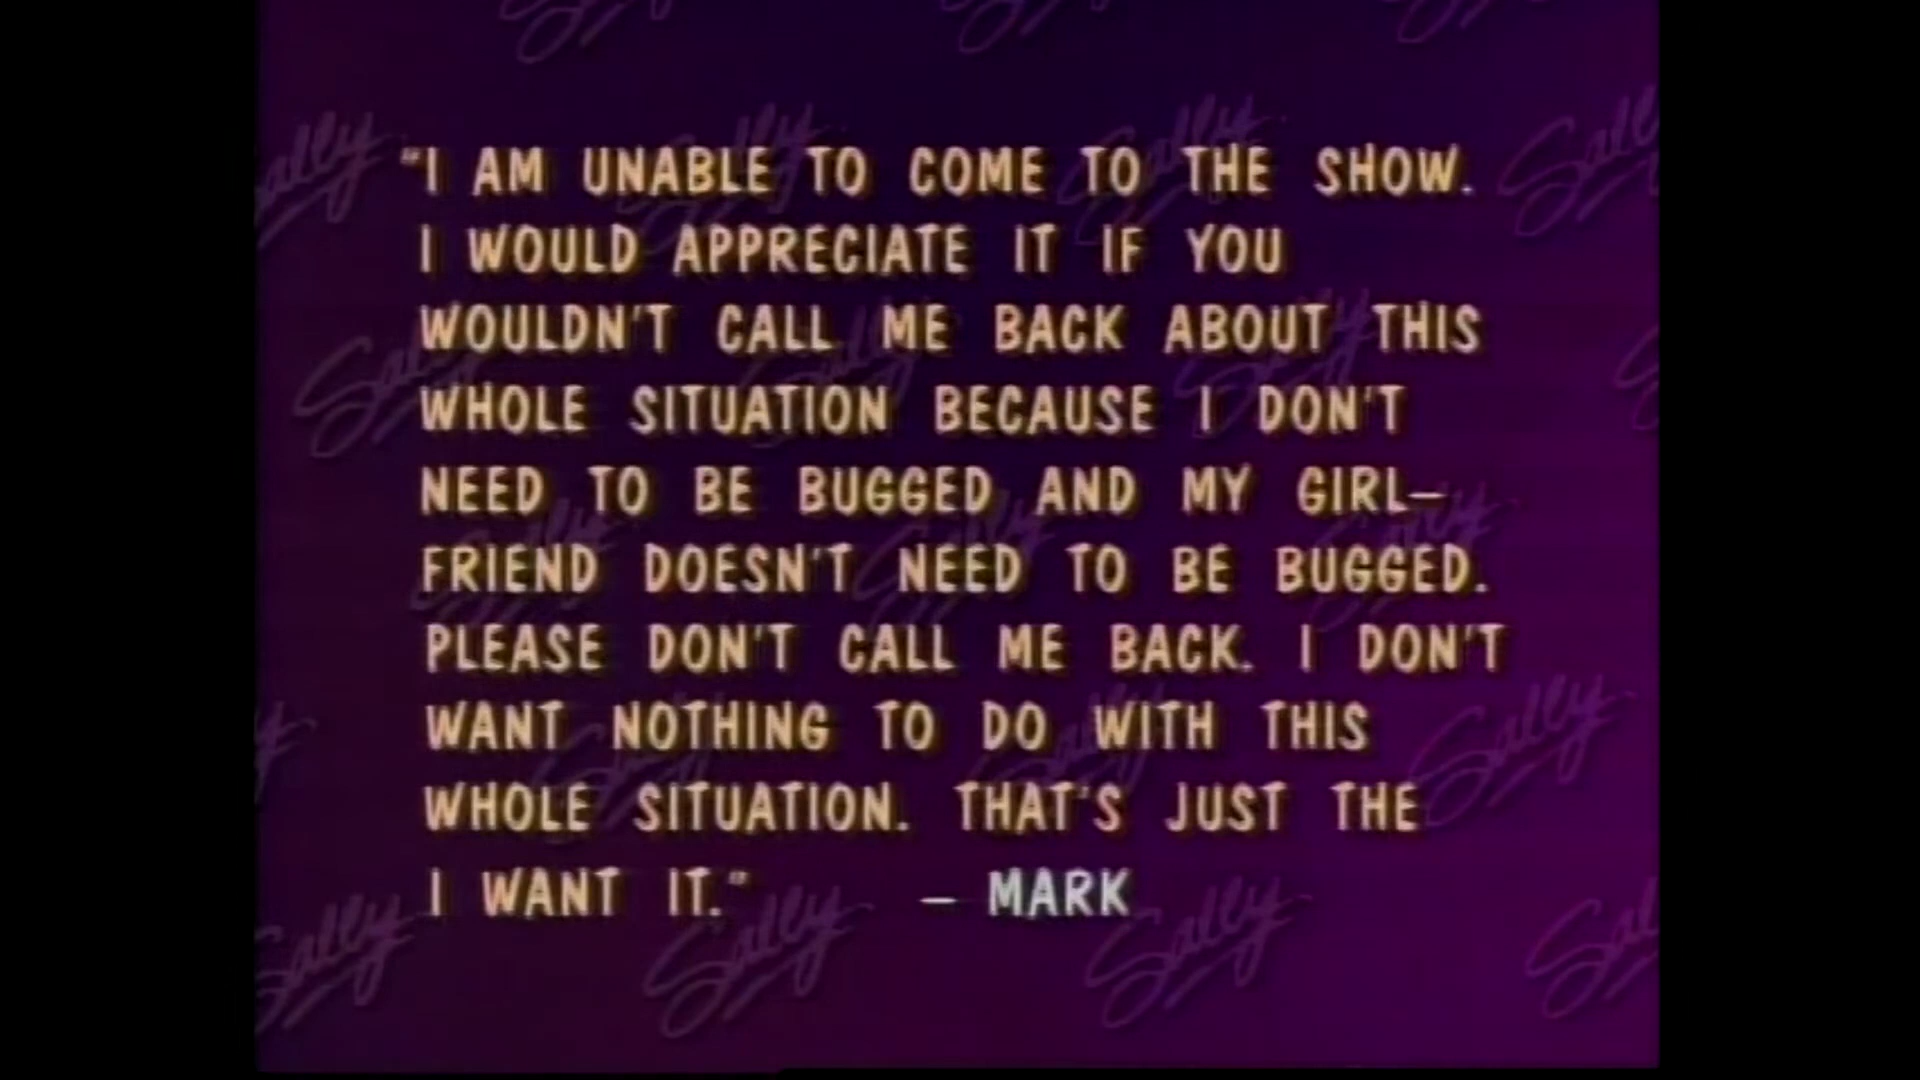 "I AM UNABLE TO COME TO THE SHOW.
I WOULD APPRECIATE IT IF YOU
WOULDN'T CALL ME BACK ABOUT THIS
WHOLE SITUATION BECAUSE I DON'T
NEED TO BE BUGGED AND MY GIRL–
FRIEND DOESN'T NEED TO BE BUGGED.
PLEASE DON'T CALL ME BACK. I DON'T
WANT NOTHING TO DO WITH THIS
WHOLE SITUATION. THAT'S JUST THE
I WANT IT." – MARK
Sally